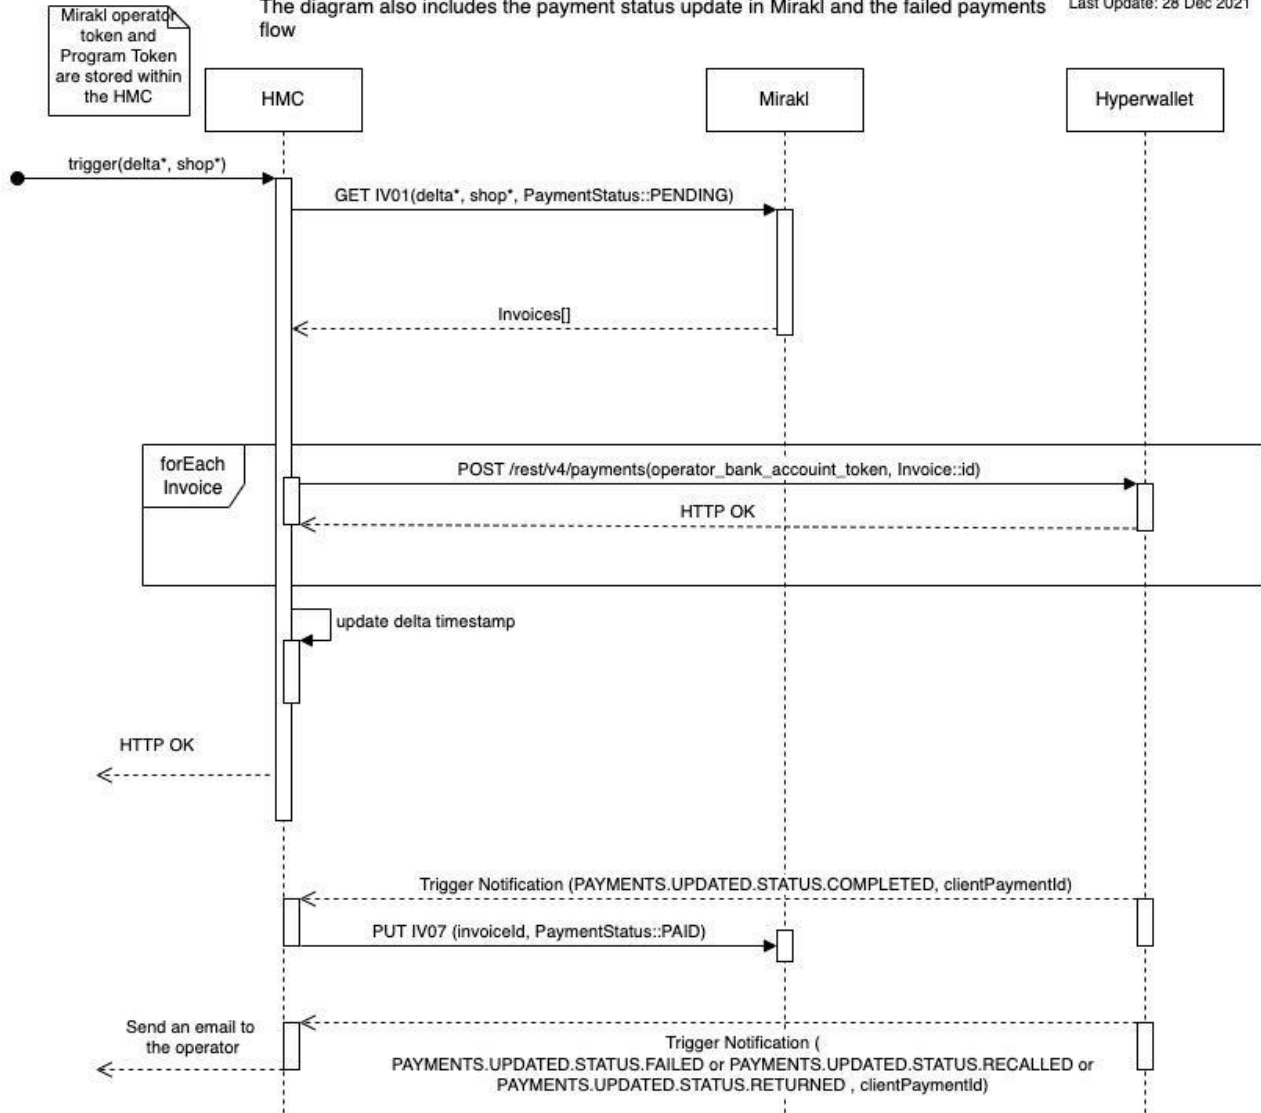 The diagram also includes the payment status update in Mirakl and the failed payments
flow
Last Update: 28 Dec 2021
Mirakl operator
token and
Program Token
are stored within
the HMC
HMC
Mirakl
Hyperwallet
trigger(delta*, shop*)
GET IV01(delta*, shop*, PaymentStatus::PENDING)
Invoices[]
forEach
Invoice
POST /rest/v4/payments(operator_bank_accouint_token, Invoice::id)
HTTP OK
update delta timestamp
HTTP OK
Trigger Notification (PAYMENTS.UPDATED.STATUS.COMPLETED, clientPaymentId)
PUT IV07 (invoiceId, PaymentStatus::PAID)
Send an email to
the operator
Trigger Notification (
PAYMENTS.UPDATED.STATUS.FAILED or PAYMENTS.UPDATED.STATUS.RECALLED or
PAYMENTS.UPDATED.STATUS.RETURNED , clientPaymentId)